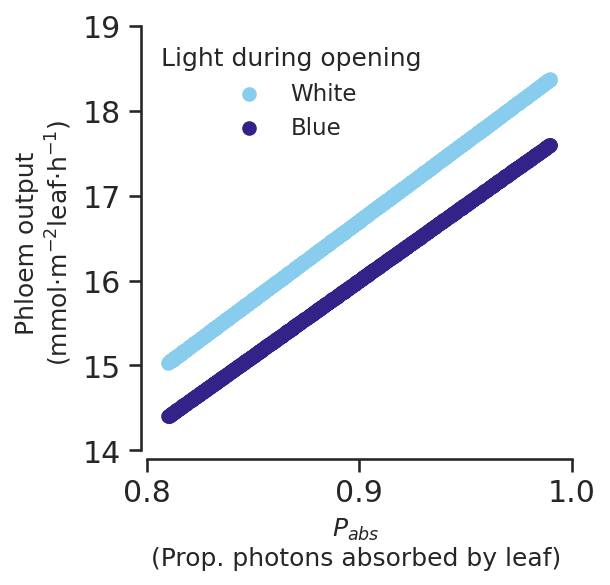 19
18
17
16
15
14
Phloem output
(mmol·m⁻²leaf·h⁻¹)
Light during opening
White
Blue
0.8 0.9 1.0
P_abs
(Prop. photons absorbed by leaf)